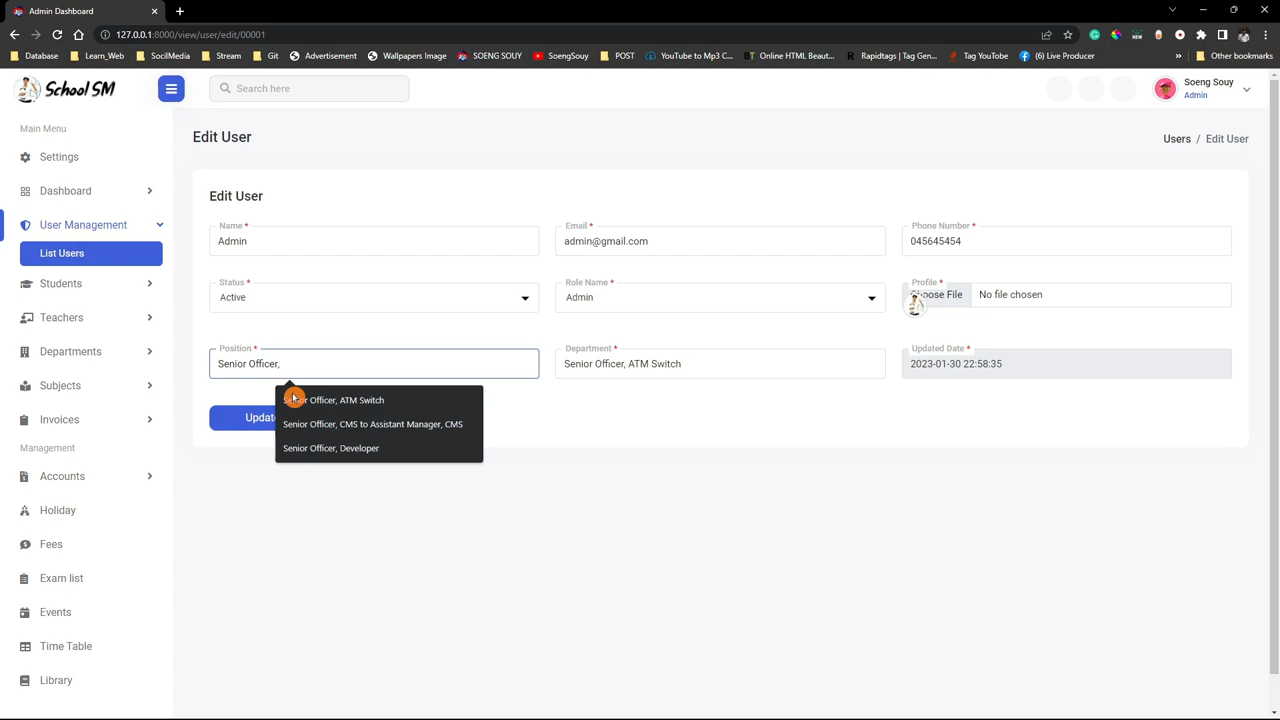 Admin Dashboard
127.0.0.1:8000/view/user/edit/00001
Database
Learn_Web
SocilMedia
Stream
Git
Advertisement
Wallpapers Image
SOENG SOUY
SoengSouy
POST
YouTube to Mp3 C...
Online HTML Beaut...
Rapidtags | Tag Gen...
Tag YouTube
(6) Live Producer
Other bookmarks
School SM
Search here
Soeng Souy
Admin
Main Menu
Settings
Dashboard
User Management
List Users
Students
Teachers
Departments
Subjects
Invoices
Management
Accounts
Holiday
Fees
Exam list
Events
Time Table
Library
Edit User
Users / Edit User
Edit User
Name *
Admin
Email *
admin@gmail.com
Phone Number *
045645454
Status *
Active
Role Name *
Admin
Profile *
File No file chosen
Position *
Senior Officer,
Department *
Senior Officer, ATM Switch
Updated Date *
2023-01-30 22:58:35
Officer, ATM Switch
Senior Officer, CMS to Assistant Manager, CMS
Senior Officer, Developer